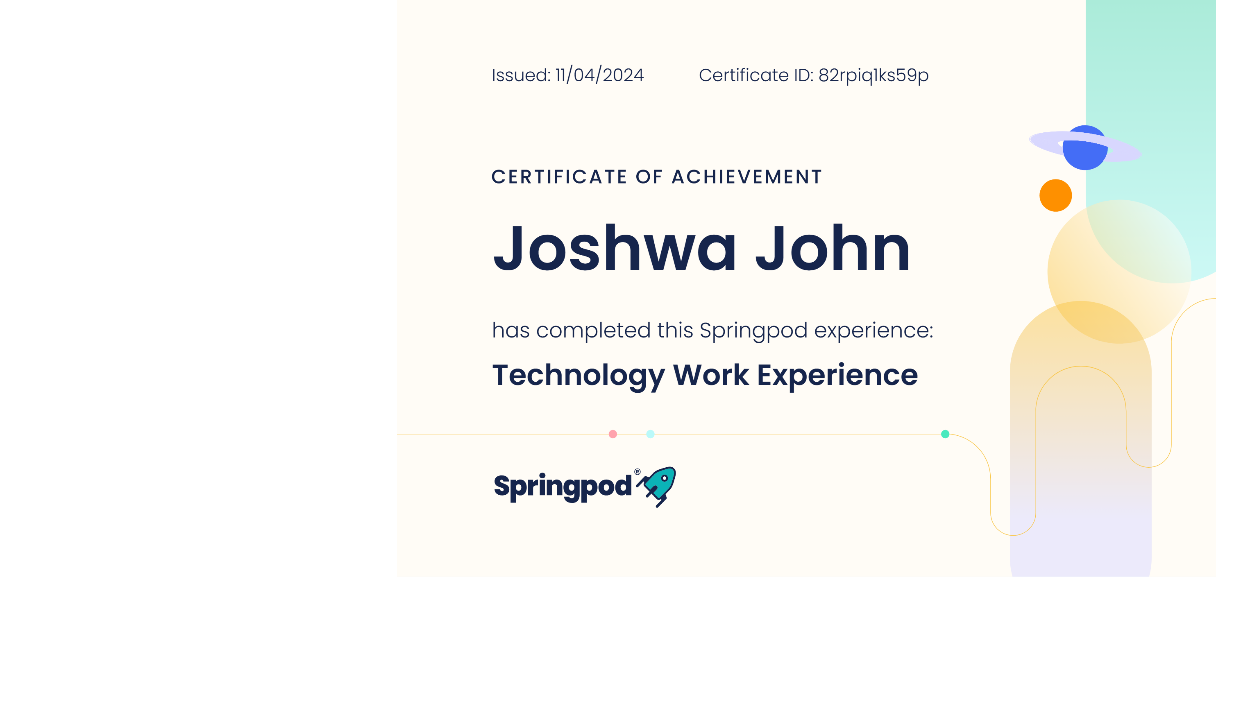 Issued: 11/04/2024 Certificate ID: 82rpiq1ks59p
CERTIFICATE OF ACHIEVEMENT
Joshwa John
has completed this Springpod experience:
Technology Work Experience
Springpod®